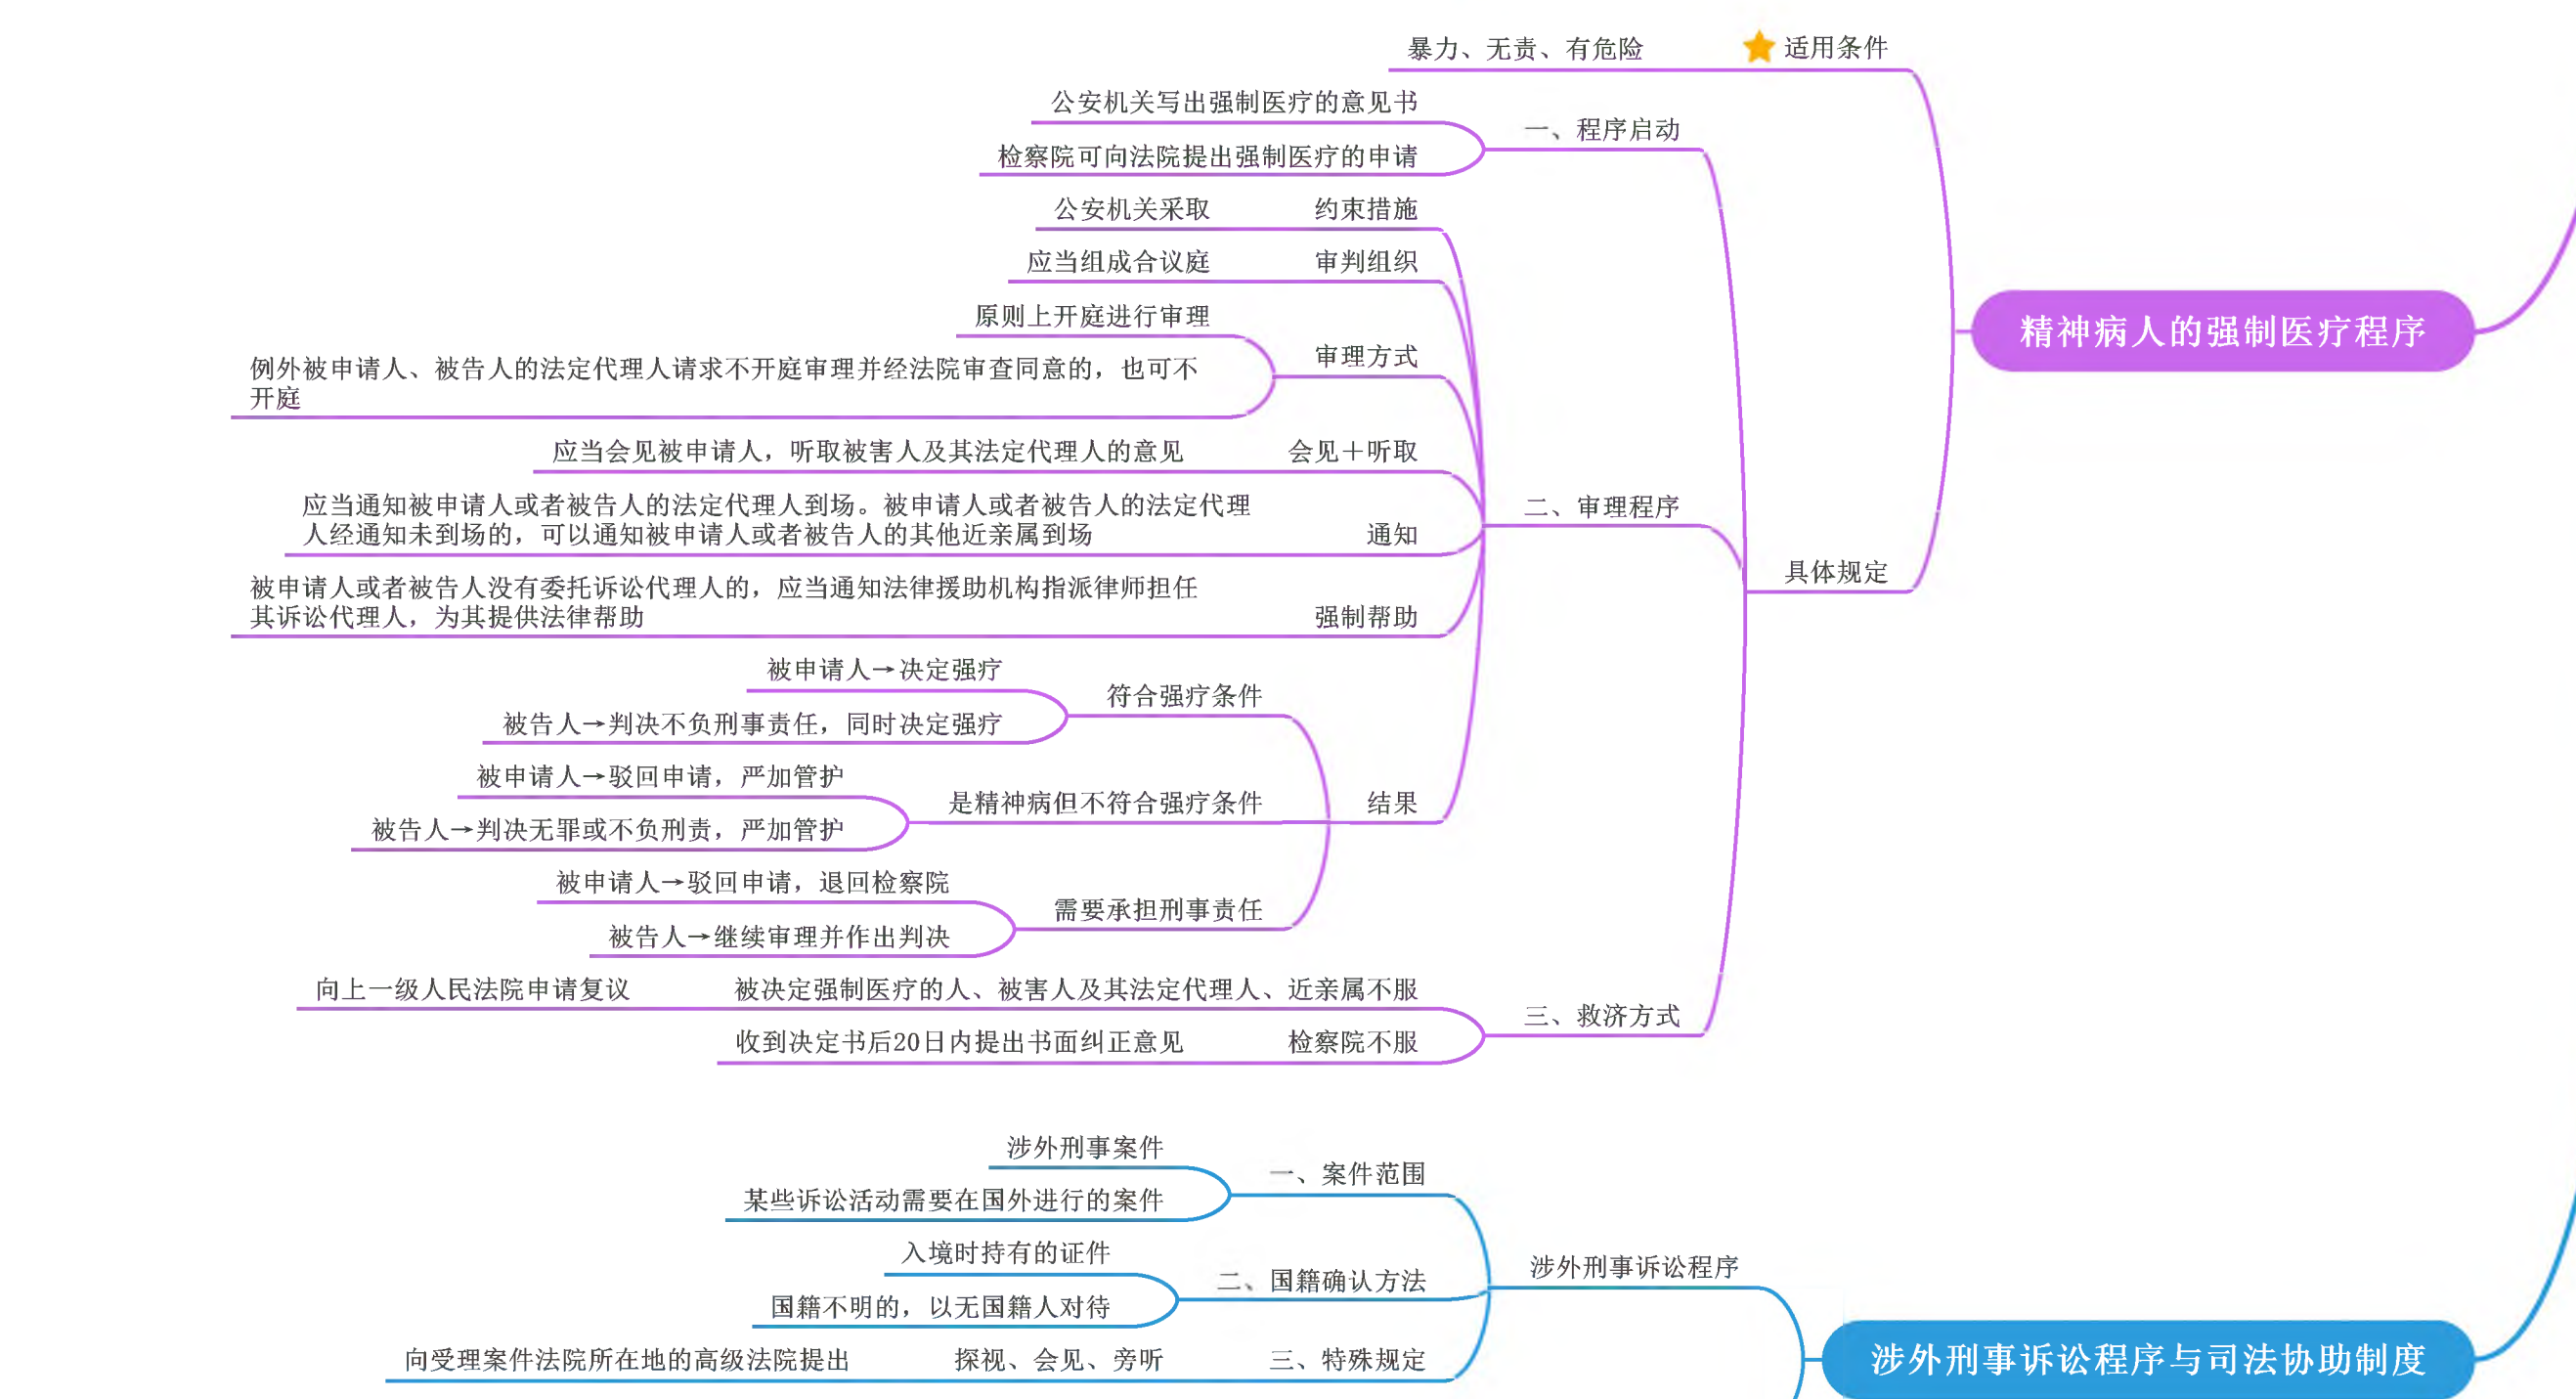 精神病人的强制医疗程序
适用条件
暴力、无责、有危险
具体规定
一、程序启动
公安机关写出强制医疗的意见书
检察院可向法院提出强制医疗的申请
二、审理程序
约束措施
公安机关采取
审判组织
应当组成合议庭
审理方式
原则上开庭进行审理
例外被申请人、被告人的法定代理人请求不开庭审理并经法院审查同意的，也可不
开庭
会见＋听取
应当会见被申请人，听取被害人及其法定代理人的意见
通知
应当通知被申请人或者被告人的法定代理人到场。被申请人或者被告人的法定代理
人经通知未到场的，可以通知被申请人或者被告人的其他近亲属到场
强制帮助
被申请人或者被告人没有委托诉讼代理人的，应当通知法律援助机构指派律师担任
其诉讼代理人，为其提供法律帮助
结果
符合强疗条件
被申请人→决定强疗
被告人→判决不负刑事责任，同时决定强疗
是精神病但不符合强疗条件
被申请人→驳回申请，严加管护
被告人→判决无罪或不负刑责，严加管护
需要承担刑事责任
被申请人→驳回申请，退回检察院
被告人→继续审理并作出判决
三、救济方式
被决定强制医疗的人、被害人及其法定代理人、近亲属不服
向上一级人民法院申请复议
检察院不服
收到决定书后20日内提出书面纠正意见
涉外刑事诉讼程序与司法协助制度
涉外刑事诉讼程序
一、案件范围
涉外刑事案件
某些诉讼活动需要在国外进行的案件
二、国籍确认方法
入境时持有的证件
国籍不明的，以无国籍人对待
三、特殊规定
探视、会见、旁听
向受理案件法院所在地的高级法院提出